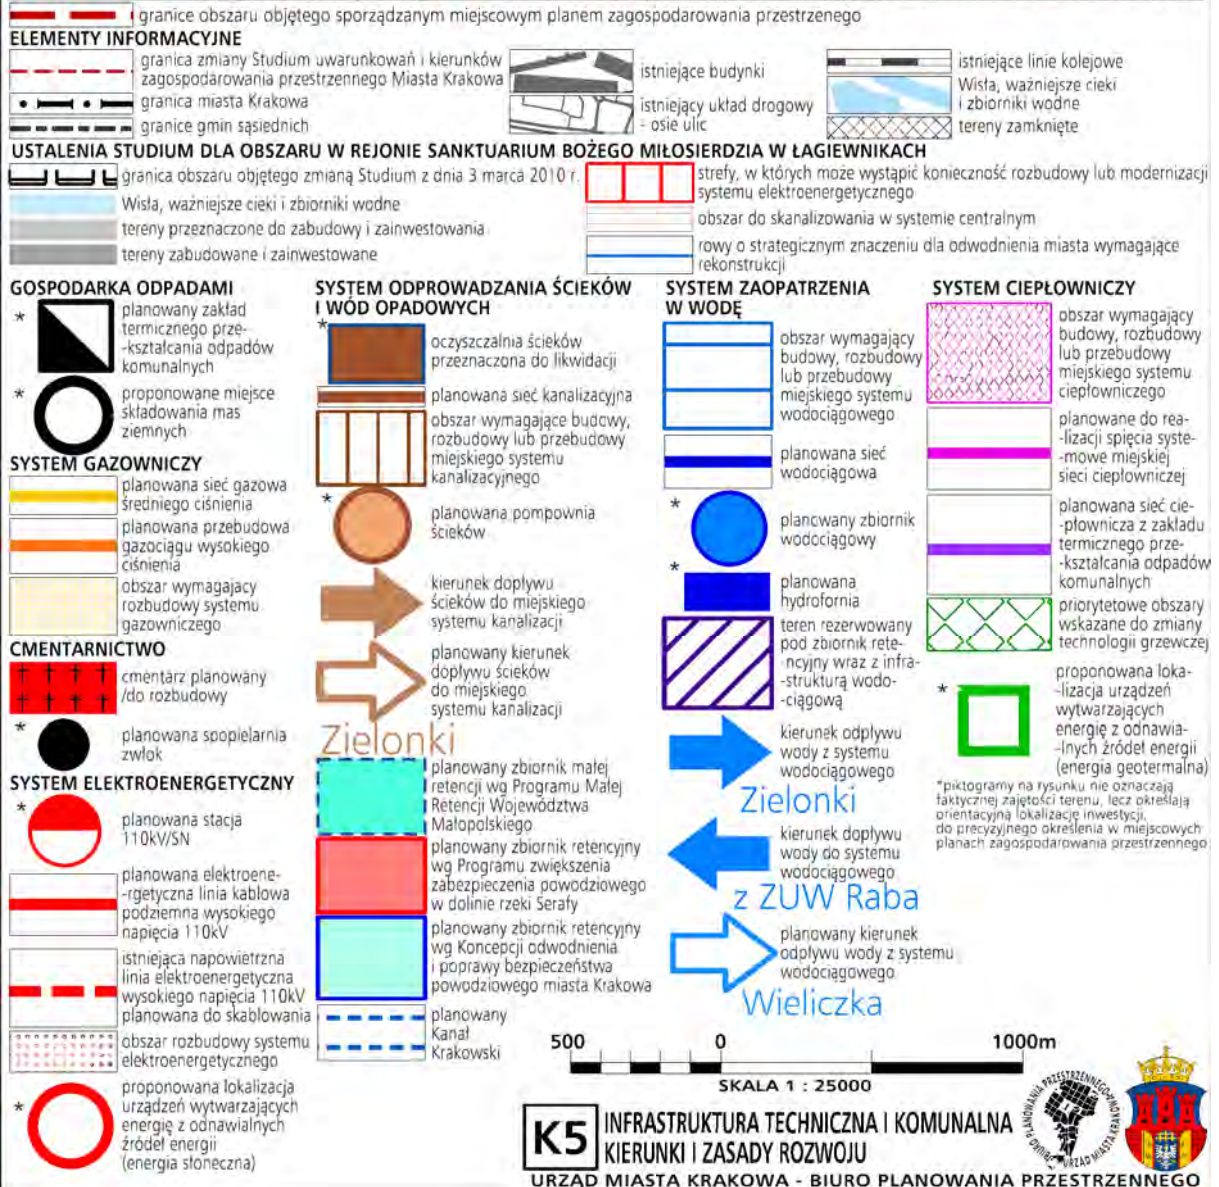 granice obszaru objętego sporządzanym miejscowym planem zagospodarowania przestrzenego
ELEMENTY INFORMACYJNE
granica zmiany Studium uwarunkowań i kierunków
zagospodarowania przestrzennego Miasta Krakowa
granica miasta Krakowa
granice gmin sąsiednich
istniejące budynki
istniejący układ drogowy
- osie ulic
istniejące linie kolejowe
Wisła, ważniejsze cieki
i zbiorniki wodne
tereny zamknięte
USTALENIA STUDIUM DLA OBSZARU W REJONIE SANKTUARIUM BOŻEGO MIŁOSIERDZIA W ŁAGIEWNIKACH
granica obszaru objętego zmianą Studium z dnia 3 marca 2010 r.
Wisła, ważniejsze cieki i zbiorniki wodne
tereny przeznaczone do zabudowy i zainwestowania
tereny zabudowane i zainwestowane
strefy, w których może wystąpić konieczność rozbudowy lub modernizacji
systemu elektroenergetycznego
obszar do skanalizowania w systemie centralnym
rowy o strategicznym znaczeniu dla odwodnienia miasta wymagające
rekonstrukcji
GOSPODARKA ODPADAMI
*
planowany zakład
termicznego prze-
-kształcania odpadów
komunalnych
*
proponowane miejsce
składowania mas
ziemnych
SYSTEM GAZOWNICZY
planowana sieć gazowa
średniego ciśnienia
planowana przebudowa
gazociągu wysokiego
ciśnienia
obszar wymagajacy
rozbudowy systemu
gazowniczego
CMENTARNICTWO
cmentarz planowany
/do rozbudowy
*
planowana spopielarnia
zwłok
SYSTEM ELEKTROENERGETYCZNY
*
planowana stacja
110kV/SN
planowana elektroene-
-rgetyczna linia kablowa
podziemna wysokiego
napięcia 110kV
istniejąca napowietrzna
linia elektroenergetyczna
wysokiego napięcia 110kV
planowana do skablowania
obszar rozbudowy systemu
elektroenergetycznego
*
proponowana lokalizacja
urządzeń wytwarzających
energię z odnawialnych
źródeł energii
(energia słoneczna)
SYSTEM ODPROWADZANIA ŚCIEKÓW
I WÓD OPADOWYCH
*
oczyszczalnia ścieków
przeznaczona do likwidacji
planowana sieć kanalizacyjna
obszar wymagające budowy,
rozbudowy lub przebudowy
miejskiego systemu
kanalizacyjnego
*
planowana pompownia
ścieków
kierunek dopływu
ścieków do miejskiego
systemu kanalizacji
planowany kierunek
dopływu ścieków
do miejskiego
systemu kanalizacji
Zielonki
planowany zbiornik małej
retencji wg Programu Małej
Retencji Województwa
Małopolskiego
planowany zbiornik retencyjny
wg Programu zwiększenia
zabezpieczenia powodziowego
w dolinie rzeki Serafy
planowany zbiornik retencyjny
wg Koncepcji odwodnienia
i poprawy bezpieczeństwa
powodziowego miasta Krakowa
planowany
Kanał
Krakowski
SYSTEM ZAOPATRZENIA
W WODĘ
obszar wymagający
budowy, rozbudowy
lub przebudowy
miejskiego systemu
wodociągowego
planowana sieć
wodociągowa
*
planowany zbiornik
wodociągowy
*
planowana
hydrofornia
teren rezerwowany
pod zbiornik rete-
-ncyjny wraz z infra-
-strukturą wodo-
-ciągową
kierunek odpływu
wody z systemu
wodociągowego
Zielonki
kierunek dopływu
wody do systemu
wodociągowego
z ZUW Raba
planowany kierunek
odpływu wody z systemu
wodociągowego
Wieliczka
SYSTEM CIEPŁOWNICZY
obszar wymagający
budowy, rozbudowy
lub przebudowy
miejskiego systemu
ciepłowniczego
planowane do rea-
-lizacji spięcia syste-
-mowe miejskiej
sieci ciepłowniczej
planowana sieć cie-
-płownicza z zakładu
termicznego prze-
-kształcania odpadów
komunalnych
priorytetowe obszary
wskazane do zmiany
technologii grzewczej
*
proponowana loka-
-lizacja urządzeń
wytwarzających
energię z odnawia-
-lnych źródeł energii
(energia geotermalna)
*piktogramy na rysunku nie oznaczają
faktycznej zajętości terenu, lecz określają
orientacyjną lokalizację inwestycji,
do precyzyjnego określenia w miejscowych
planach zagospodarowania przestrzennego
500 0 1000m
SKALA 1 : 25000
K5
INFRASTRUKTURA TECHNICZNA I KOMUNALNA
KIERUNKI I ZASADY ROZWOJU
BIURO PLANOWANIA PRZESTRZENNEGO
URZĄD MIASTA KRAKOWA
URZĄD MIASTA KRAKOWA - BIURO PLANOWANIA PRZESTRZENNEGO